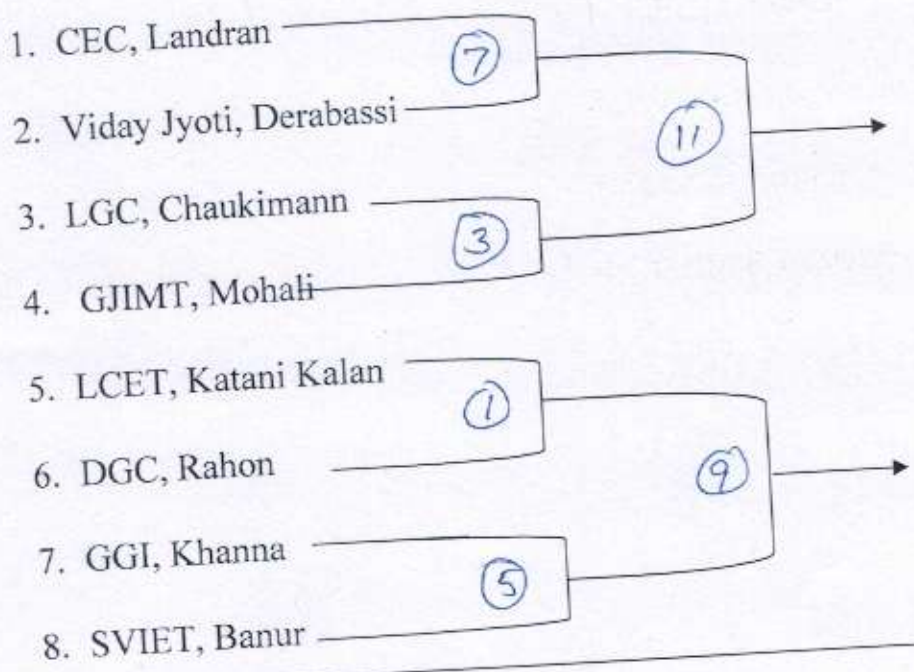 1. CEC, Landran
7
2. Viday Jyoti, Derabassi
11
3. LGC, Chaukimann
3
4. GJIMT, Mohali
5. LCET, Katani Kalan
1
6. DGC, Rahon
9
7. GGI, Khanna
5
8. SVIET, Banur